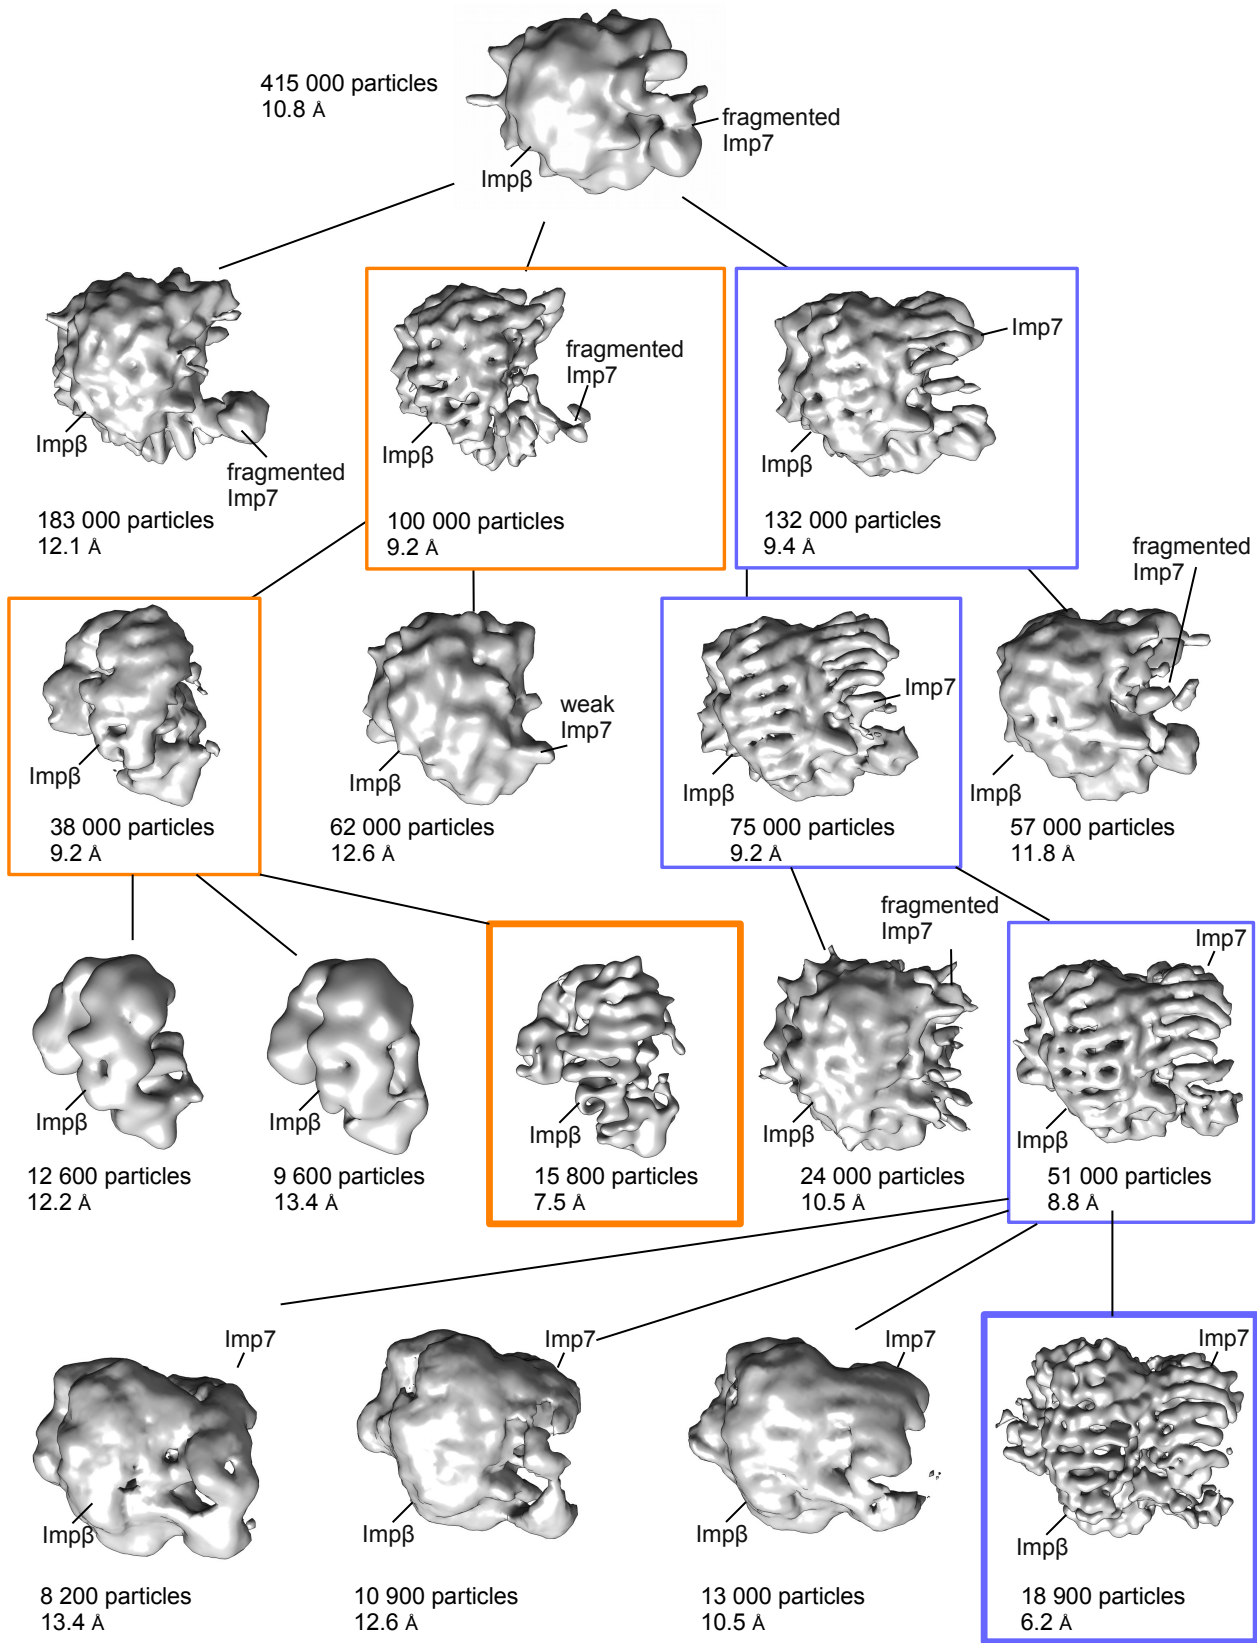 415 000 particles
10.8 Å
fragmented
Imp7
Impβ
Impβ
fragmented
Imp7
183 000 particles
12.1 Å
fragmented
Imp7
Impβ
100 000 particles
9.2 Å
Imp7
Impβ
132 000 particles
9.4 Å
Impβ
38 000 particles
9.2 Å
weak
Imp7
Impβ
62 000 particles
12.6 Å
Imp7
Impβ
75 000 particles
9.2 Å
fragmented
Imp7
Impβ
57 000 particles
11.8 Å
Impβ
12 600 particles
12.2 Å
Impβ
9 600 particles
13.4 Å
Impβ
15 800 particles
7.5 Å
fragmented
Imp7
Impβ
24 000 particles
10.5 Å
Imp7
Impβ
51 000 particles
8.8 Å
Imp7
Impβ
8 200 particles
13.4 Å
Imp7
Impβ
10 900 particles
12.6 Å
Imp7
Impβ
13 000 particles
10.5 Å
Imp7
Impβ
18 900 particles
6.2 Å